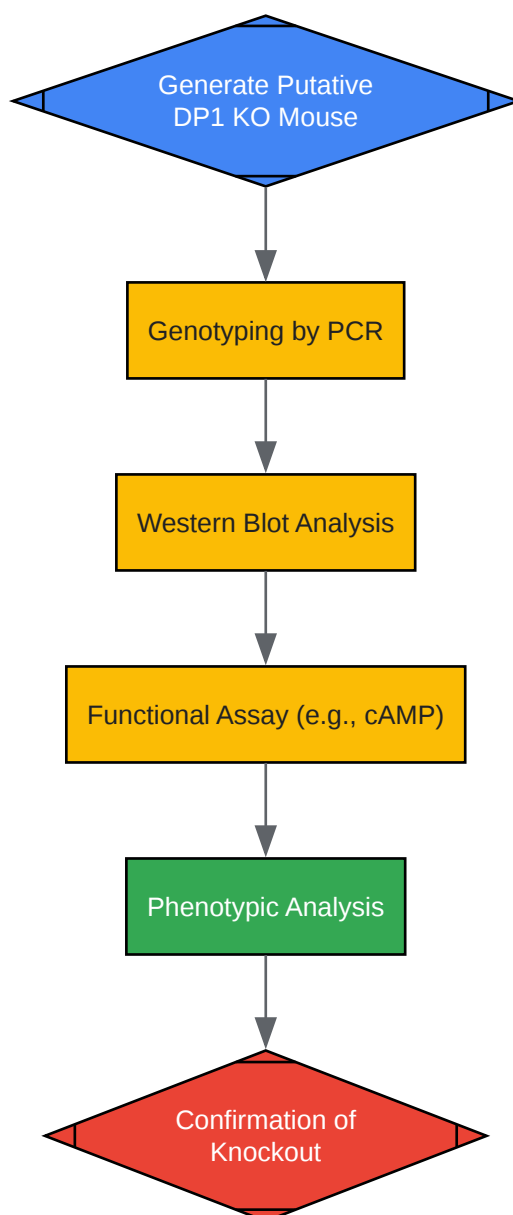 Generate Putative
DP1 KO Mouse
Genotyping by PCR
Western Blot Analysis
Functional Assay (e.g., cAMP)
Phenotypic Analysis
Confirmation of
Knockout